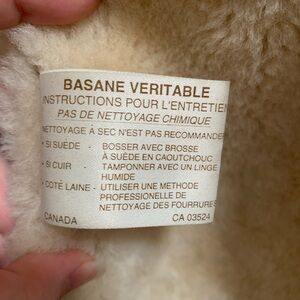 BASANE VERITABLE
INSTRUCTIONS POUR L'ENTRETIEN
PAS DE NETTOYAGE CHIMIQUE
NETTOYAGE À SEC N'EST PAS RECOMMANDE
• SI SUÈDE - BOSSER AVEC BROSSE
À SUÈDE EN CAOUTCHOUC
• SI CUIR - TAMPONER AVEC UN LINGE
HUMIDE
• COTÉ LAINE - UTILISER UNE METHODE
PROFESSIONELLE DE
NETTOYAGE DES FOURRURES
CANADA CA 03524